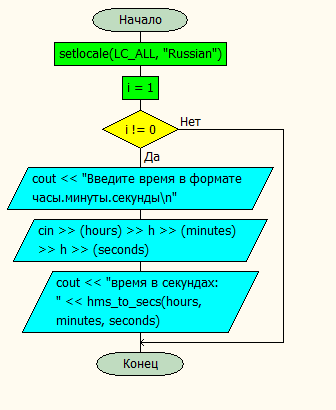 Начало
setlocale(LC_ALL, "Russian")
i = 1
i != 0
Нет
Да
cout << "Введите время в формате
часы.минуты.секунды\n"
cin >> (hours) >> h >> (minutes)
>> h >> (seconds)
cout << "время в секундах:
" << hms_to_secs(hours,
minutes, seconds)
Конец